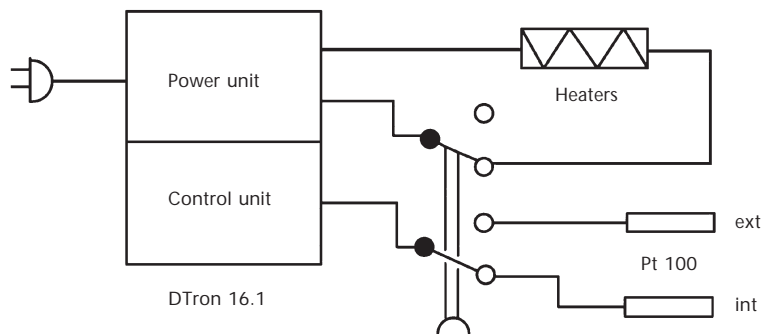 Power unit
Heaters
Control unit
ext
Pt 100
DTron 16.1
int